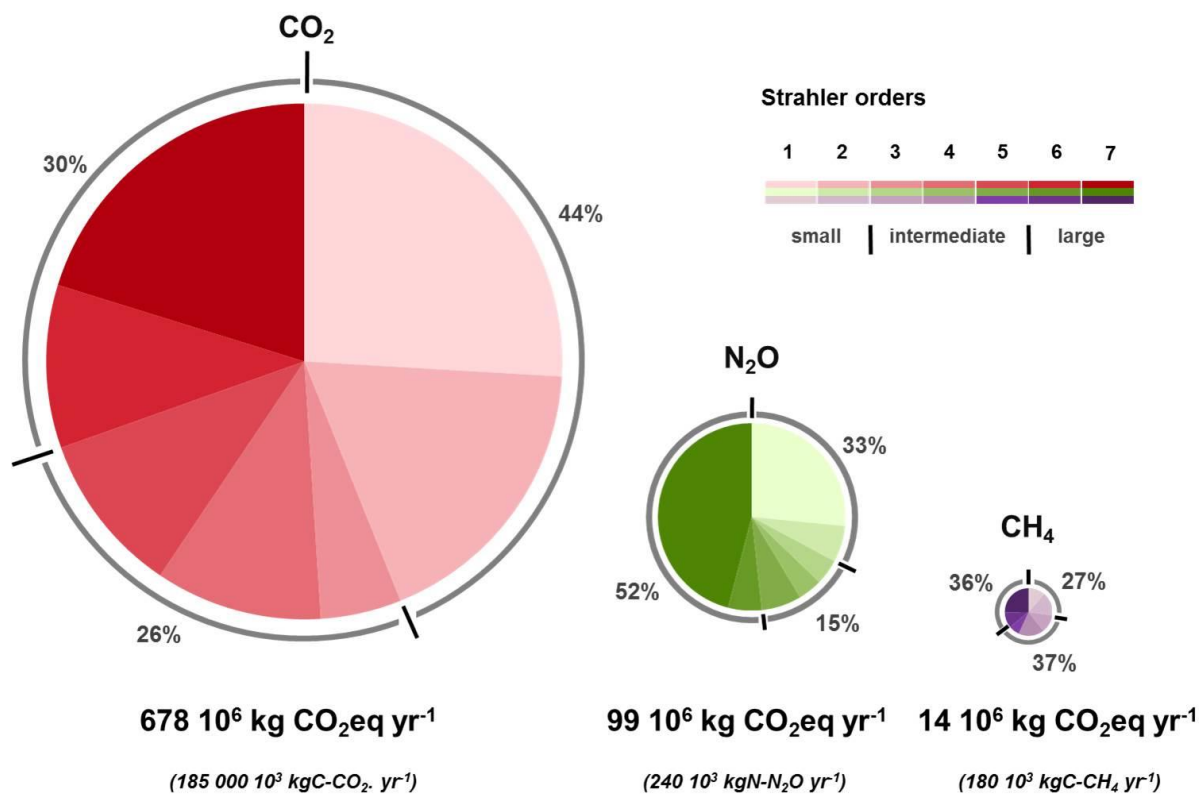 CO₂
30%
44%
26%
678 10⁶ kg CO₂eq yr⁻¹
(185 000 10³ kgC-CO₂. yr⁻¹)
Strahler orders
1 2 3 4 5 6 7
small intermediate large
N₂O
33%
52%
15%
99 10⁶ kg CO₂eq yr⁻¹
(240 10³ kgN-N₂O yr⁻¹)
CH₄
36%
27%
37%
14 10⁶ kg CO₂eq yr⁻¹
(180 10³ kgC-CH₄ yr⁻¹)